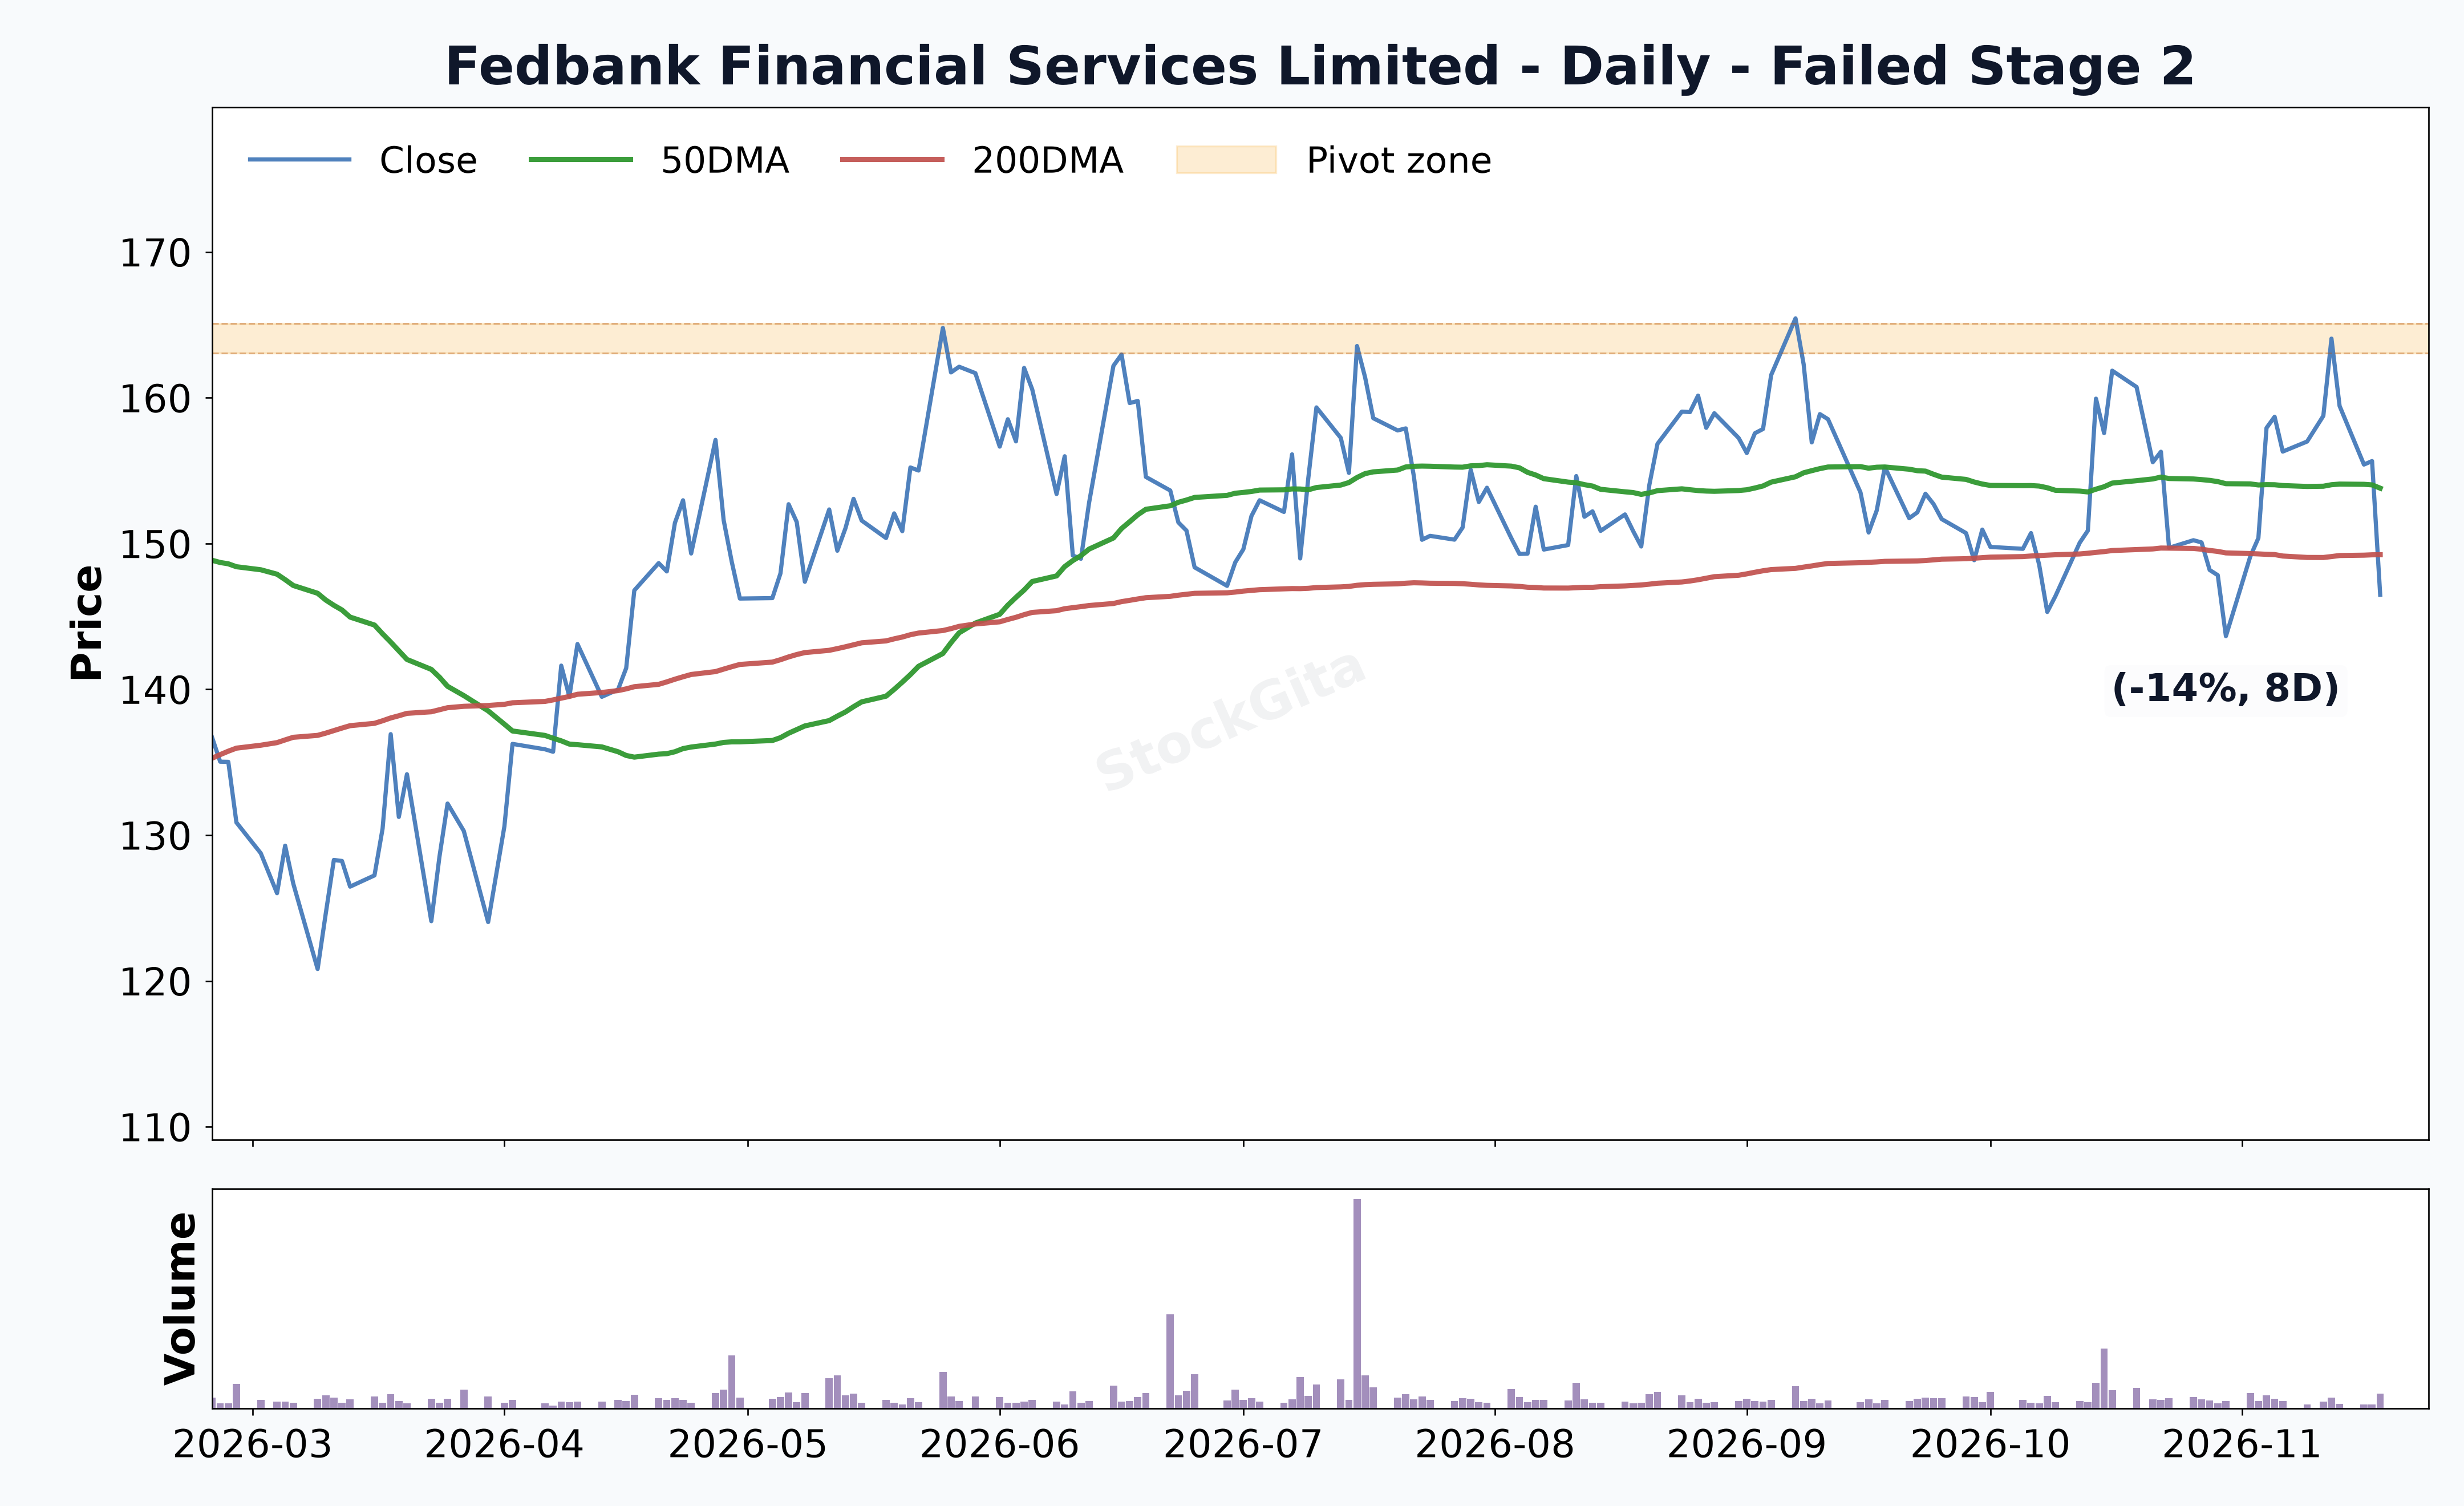 Fedbank Financial Services Limited - Daily - Failed Stage 2
Close 50DMA 200DMA Pivot zone
Price
170
160
150
140
130
120
110
(-14%, 8D)
StockGita
Volume
2026-03 2026-04 2026-05 2026-06 2026-07 2026-08 2026-09 2026-10 2026-11